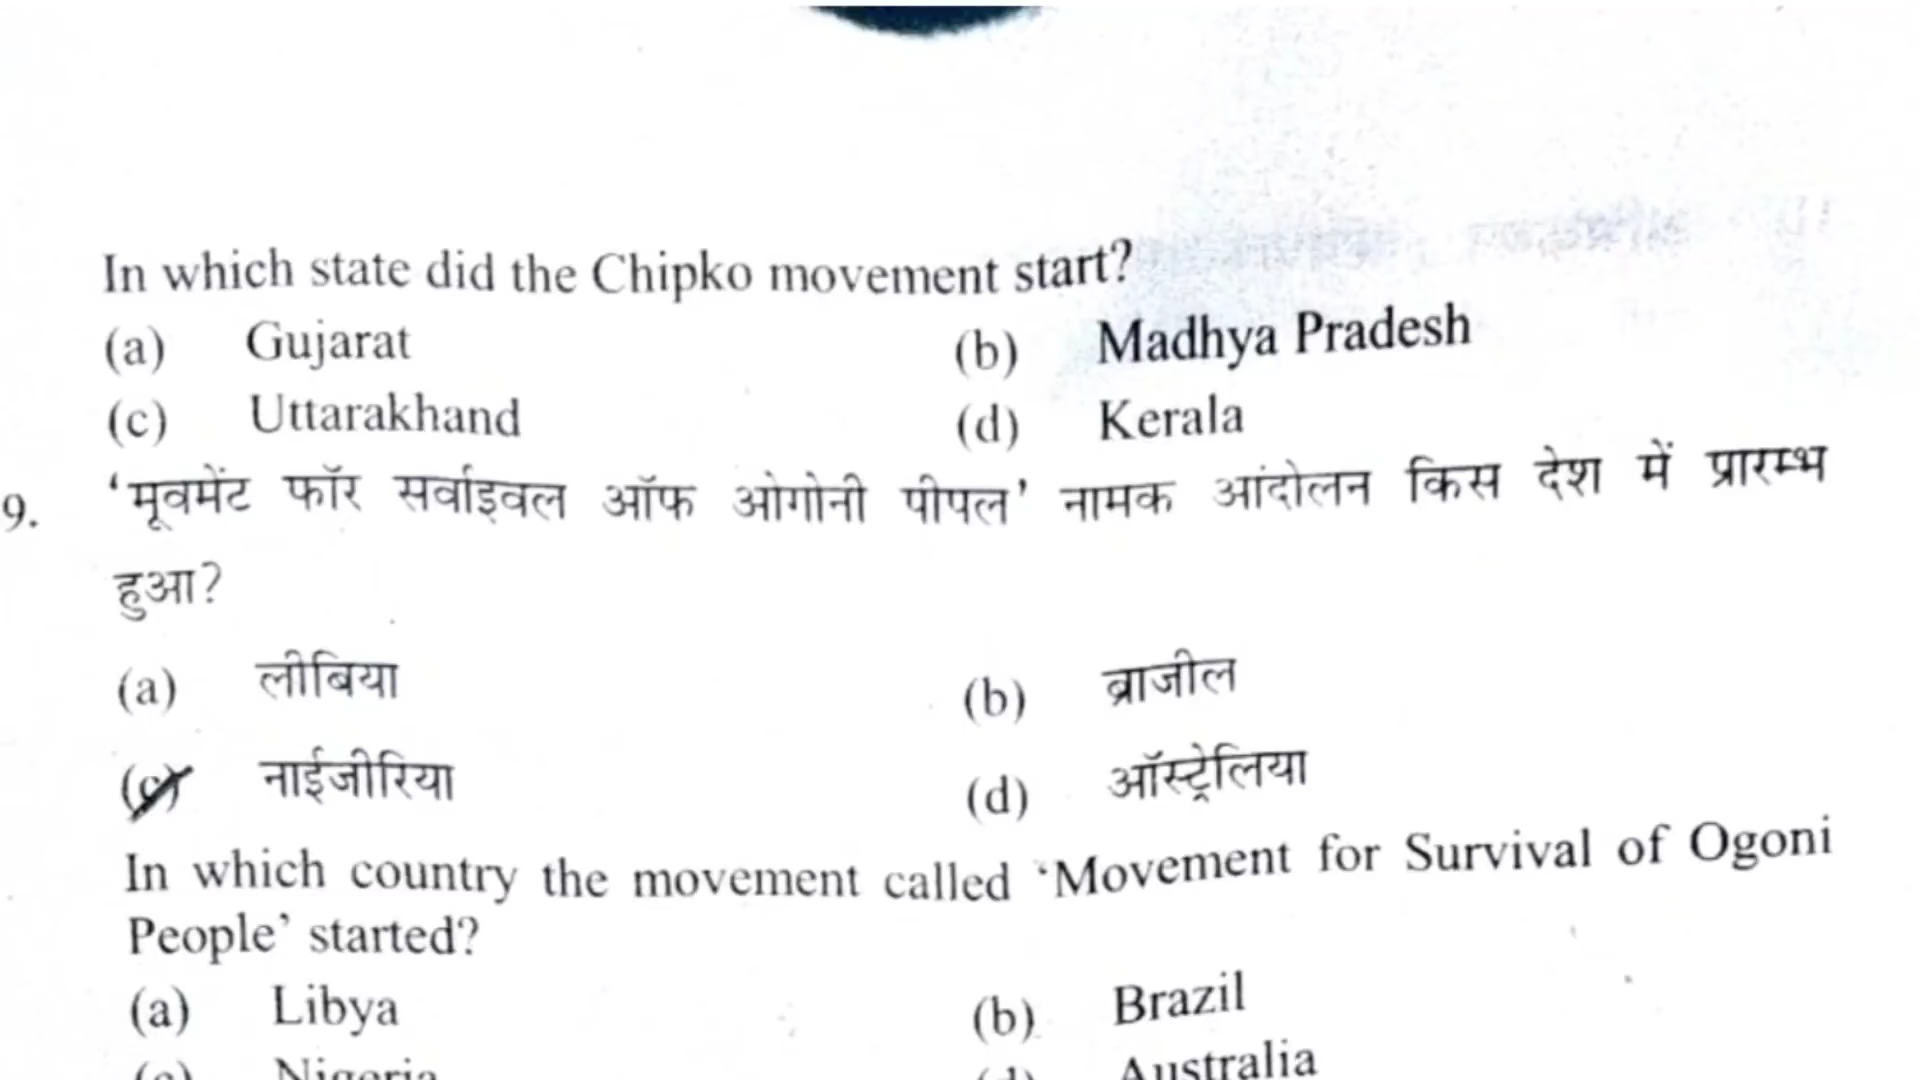 In which state did the Chipko movement start?
(a) Gujarat (b) Madhya Pradesh
(c) Uttarakhand (d) Kerala
9. ‘मूवमेंट फॉर सर्वाइवल ऑफ ओगोनी पीपल’ नामक आंदोलन किस देश में प्रारम्भ
हुआ?
(a) लीबिया (b) ब्राजील
(c) नाईजीरिया (d) ऑस्ट्रेलिया
In which country the movement called ‘Movement for Survival of Ogoni
People’ started?
(a) Libya (b) Brazil
(c) Nigeria (d) Australia